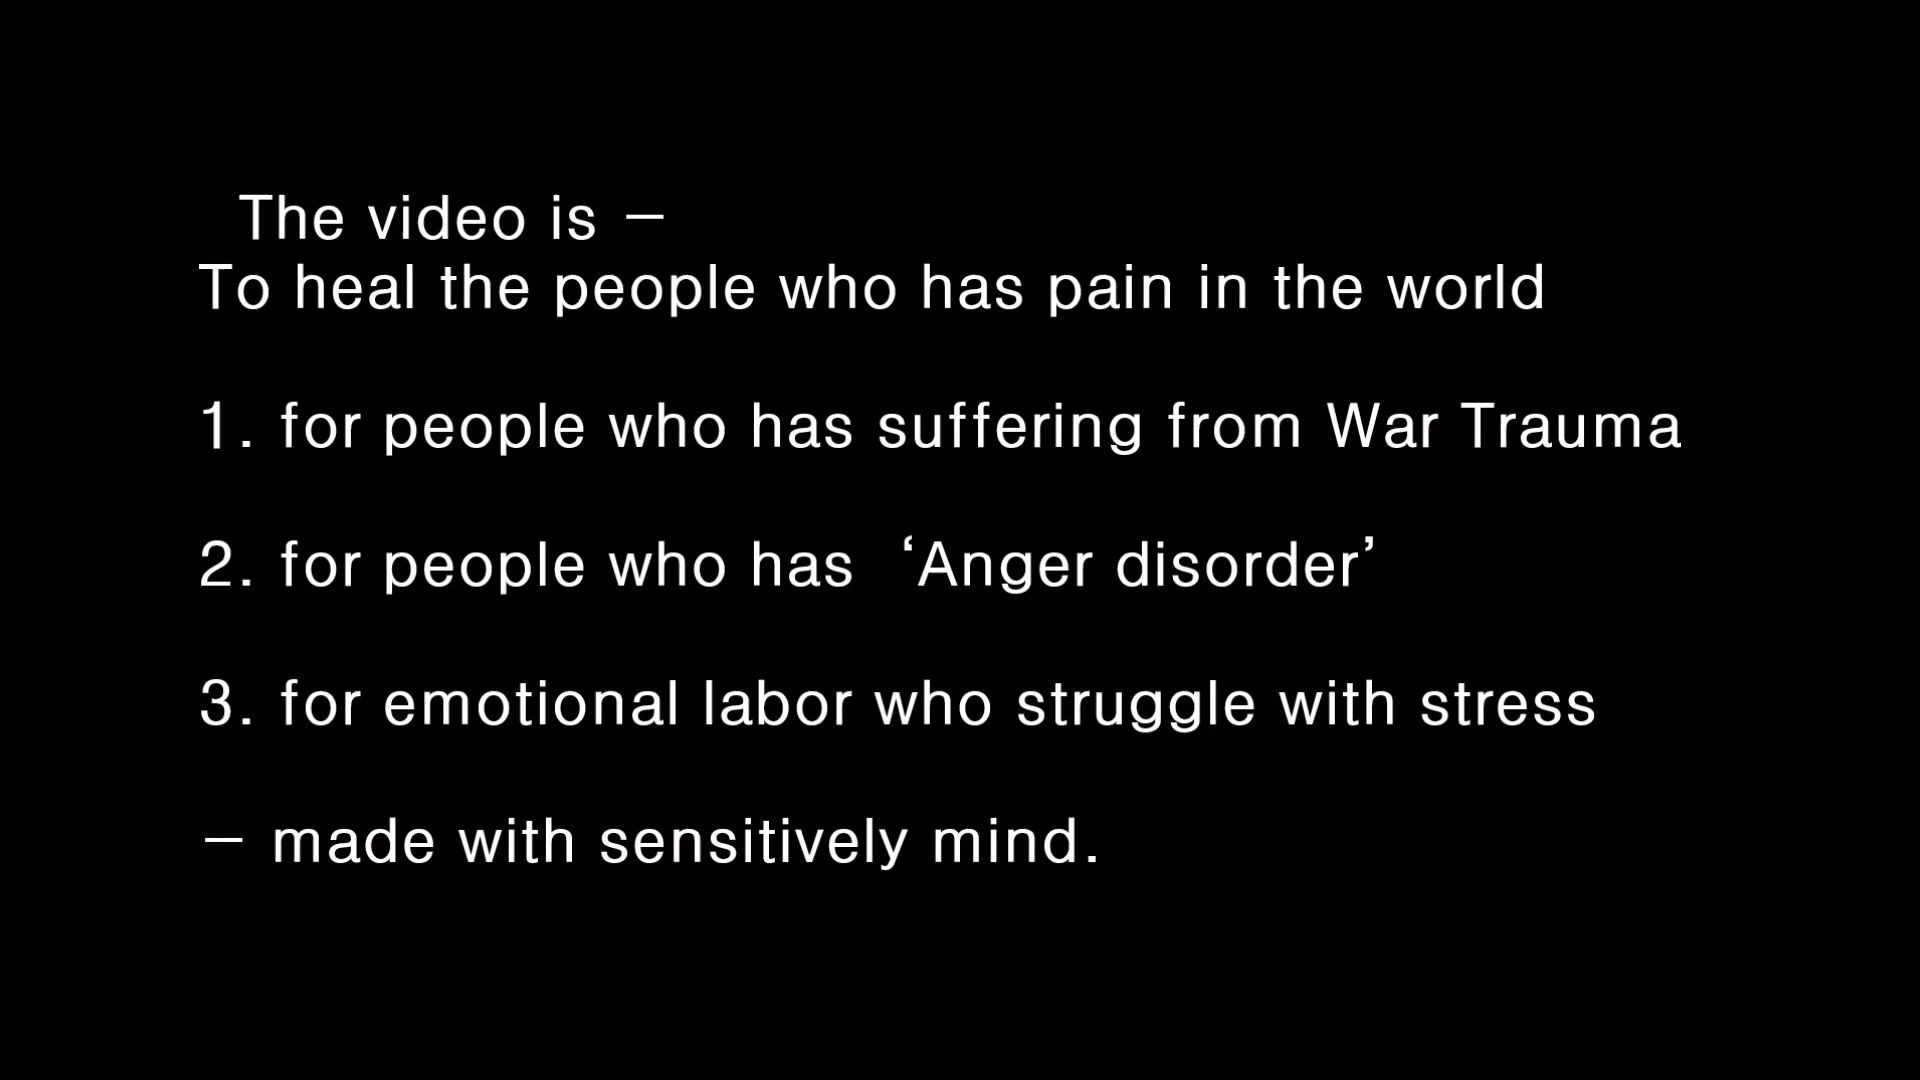 The video is –
To heal the people who has pain in the world
1. for people who has suffering from War Trauma
2. for people who has ‘Anger disorder’
3. for emotional labor who struggle with stress
– made with sensitively mind.